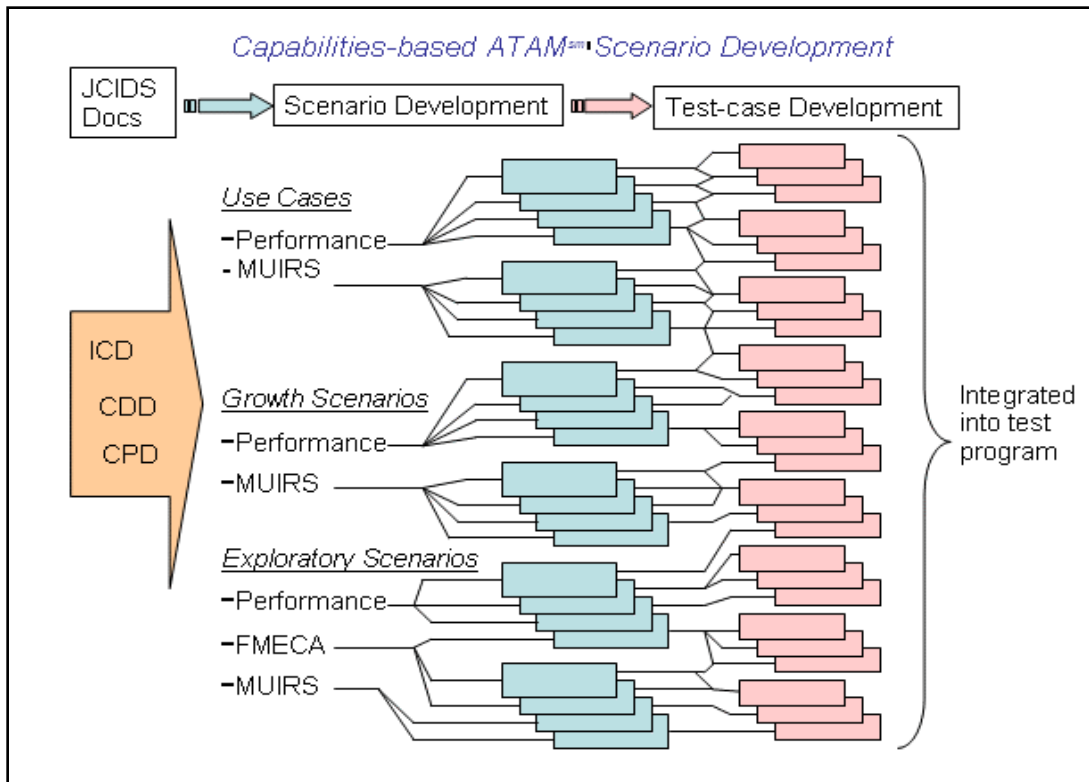 Capabilities-based ATAM℠ Scenario Development
JCIDS
Docs
Scenario Development
Test-case Development
Use Cases
-Performance
- MUIRS
ICD
CDD
CPD
Growth Scenarios
-Performance
-MUIRS
Exploratory Scenarios
-Performance
-FMECA
-MUIRS
Integrated
into test
program